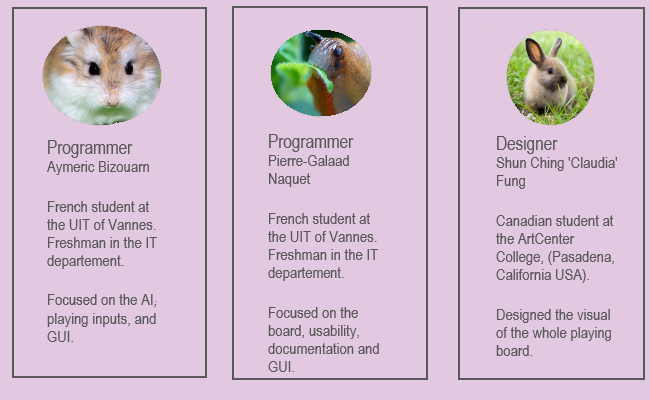 Programmer
Aymeric Bizouarn
French student at
the UIT of Vannes.
Freshman in the IT
departement.
Focused on the AI,
playing inputs, and
GUI.
Programmer
Pierre-Galaad
Naquet
French student at
the UIT of Vannes.
Freshman in the IT
departement.
Focused on the
board, usability,
documentation and
GUI.
Designer
Shun Ching 'Claudia'
Fung
Canadian student at
the ArtCenter
College, (Pasadena,
California USA).
Designed the visual
of the whole playing
board.